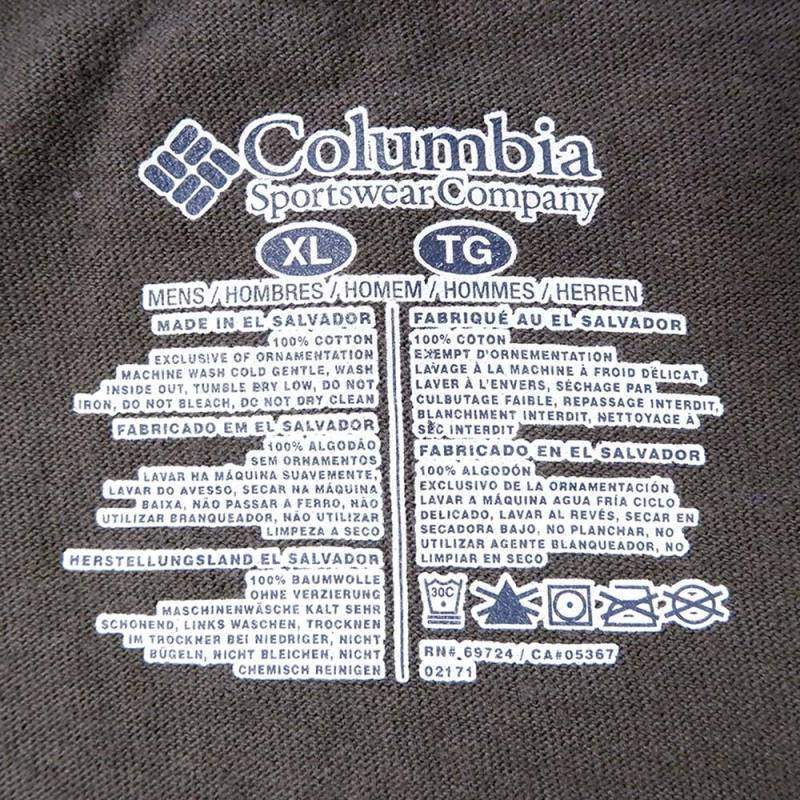 Columbia
Sportswear Company
XL TG
MENS / HOMBRES / HOMEM / HOMMES / HERREN
MADE IN EL SALVADOR
100% COTTON
EXCLUSIVE OF ORNAMENTATION
MACHINE WASH COLD GENTLE, WASH
INSIDE OUT, TUMBLE DRY LOW, DO NOT
IRON, DO NOT BLEACH, DO NOT DRY CLEAN
FABRICADO EM EL SALVADOR
100% ALGODÃO
SEM ORNAMENTOS
LAVAR HA MÁQUINA SUAVEMENTE,
LAVAR DO AVESSO, SECAR HA MÁQUINA
BAIXA, NÃO PASSAR A FERRO, NÃO
UTILIZAR BRANQUEADOR, NÃO UTILIZAR
LIMPEZA A SECO
HERSTELLUNGSLAND EL SALVADOR
100% BAUMWOLLE
OHNE VERZIERUNG
MASCHINENWÄSCHE KALT SEHR
SCHONEND, LINKS WASCHEN, TROCKNEN
IM TROCKNER BEI NIEDRIGER, NICHT
BÜGELN, NICHT BLEICHEN, NICHT
CHEMISCH REINIGEN
FABRIQUÉ AU EL SALVADOR
100% COTON
EXEMPT D'ORNEMENTATION
LAVAGE À LA MACHINE À FROID DÉLICAT,
LAVER À L'ENVERS, SÉCHAGE PAR
CULBUTAGE FAIBLE, REPASSAGE INTERDIT,
BLANCHIMENT INTERDIT, NETTOYAGE À
SEC INTERDIT
FABRICADO EN EL SALVADOR
100% ALGODÓN
EXCLUSIVO DE LA ORNAMENTACIÓN
LAVAR A MÁQUINA AGUA FRÍA CICLO
DELICADO, LAVAR AL REVÉS, SECAR EN
SECADORA BAJO, NO PLANCHAR, NO
UTILIZAR AGENTE BLANQUEADOR, NO
LIMPIAR EN SECO
30C
RN# 69724 / CA#05367
02171